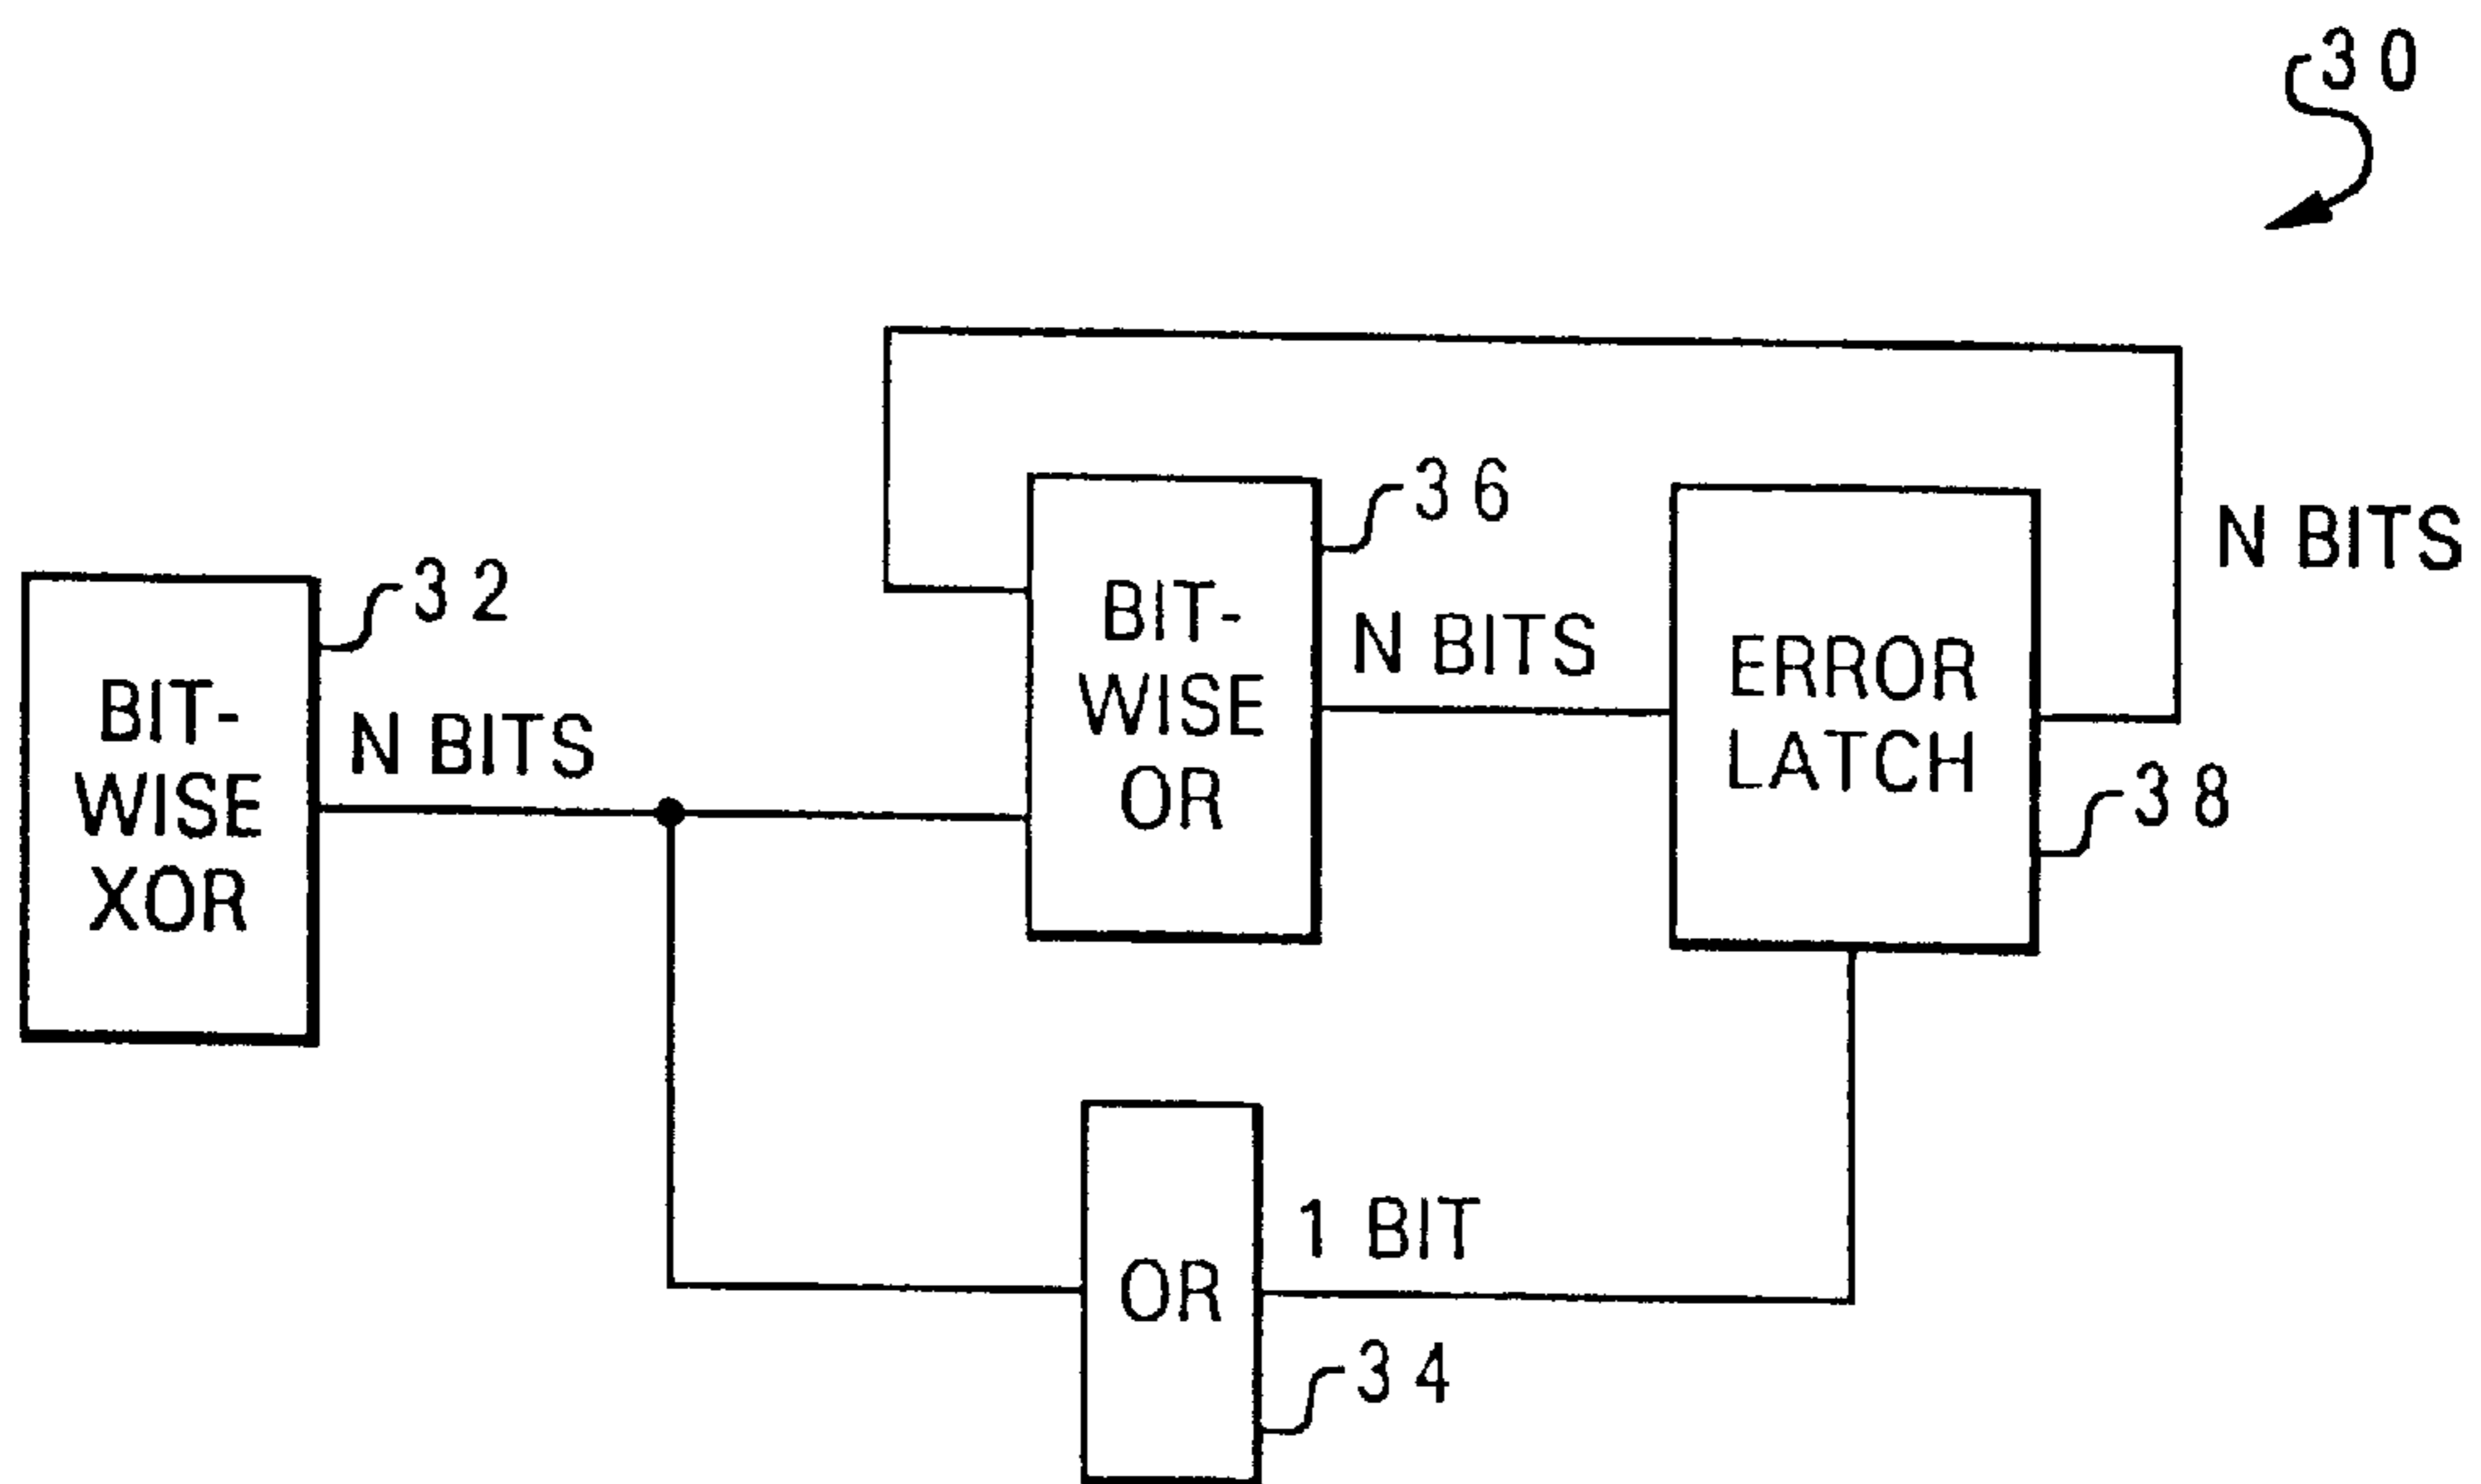 30
36
N BITS
32
BIT-
WISE
OR
N BITS
ERROR
LATCH
BIT-
WISE
XOR
N BITS
38
1 BIT
OR
34